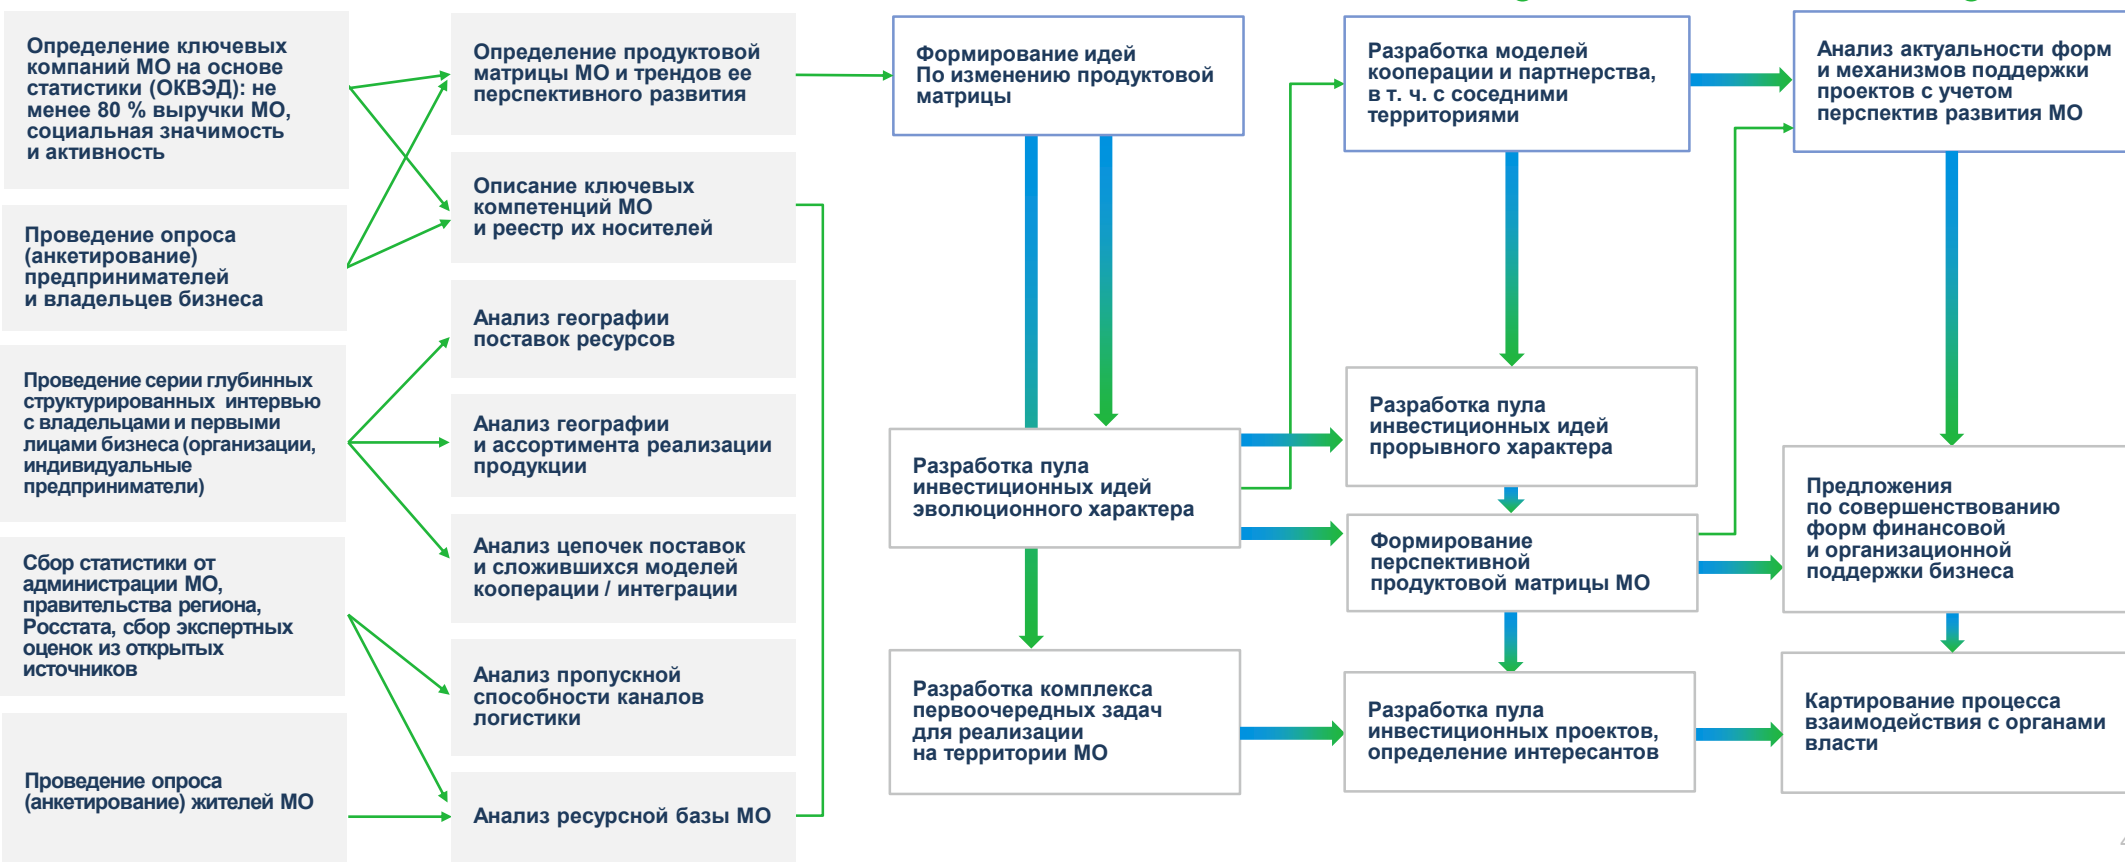 Определение ключевых
компаний МО на основе
статистики (ОКВЭД): не
менее 80 % выручки МО,
социальная значимость
и активность
Проведение опроса
(анкетирование)
предпринимателей
и владельцев бизнеса
Проведение серии глубинных
структурированных интервью
с владельцами и первыми
лицами бизнеса (организации,
индивидуальные
предприниматели)
Сбор статистики от
администрации МО,
правительства региона,
Росстата, сбор экспертных
оценок из открытых
источников
Проведение опроса
(анкетирование) жителей МО
Определение продуктовой
матрицы МО и трендов ее
перспективного развития
Описание ключевых
компетенций МО
и реестр их носителей
Анализ географии
поставок ресурсов
Анализ географии
и ассортимента реализации
продукции
Анализ цепочек поставок
и сложившихся моделей
кооперации / интеграции
Анализ пропускной
способности каналов
логистики
Анализ ресурсной базы МО
Формирование идей
По изменению продуктовой
матрицы
Разработка пула
инвестиционных идей
эволюционного характера
Разработка комплекса
первоочередных задач
для реализации
на территории МО
Разработка моделей
кооперации и партнерства,
в т. ч. с соседними
территориями
Разработка пула
инвестиционных идей
прорывного характера
Формирование
перспективной
продуктовой матрицы МО
Разработка пула
инвестиционных проектов,
определение интересантов
Анализ актуальности форм
и механизмов поддержки
проектов с учетом
перспектив развития МО
Предложения
по совершенствованию
форм финансовой
и организационной
поддержки бизнеса
Картирование процесса
взаимодействия с органами
власти